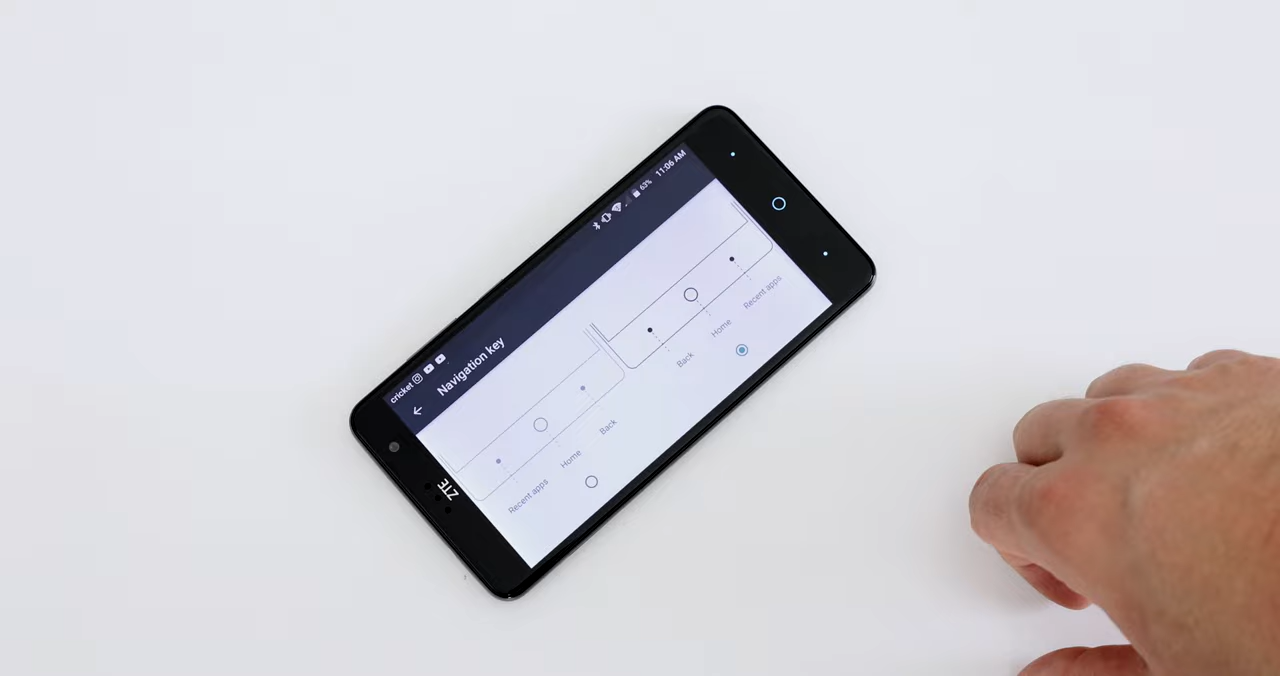 cricket 63% 11:06 AM
Navigation key
Recent apps Home Back
Back Home Recent apps
ZTE